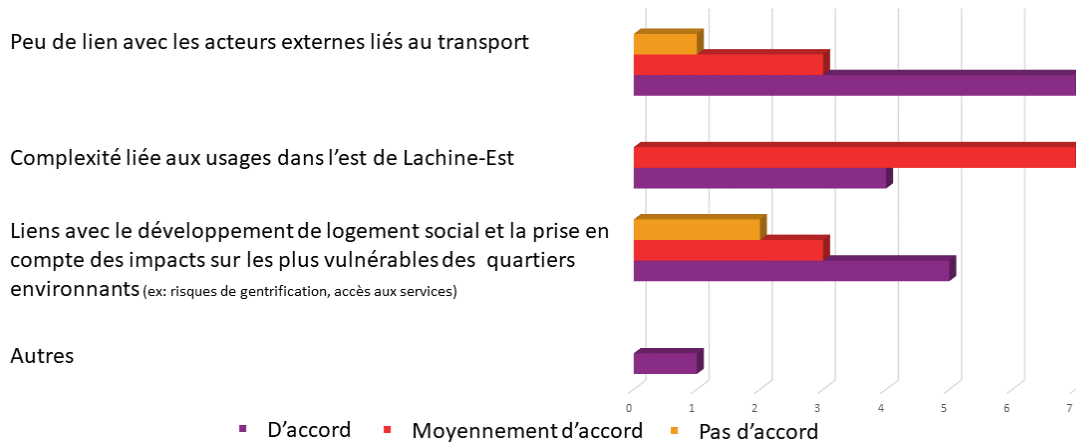 Peu de lien avec les acteurs externes liés au transport
Complexité liée aux usages dans l'est de Lachine-Est
Liens avec le développement de logement social et la prise en
compte des impacts sur les plus vulnérables des quartiers
environnants (ex: risques de gentrification, accès aux services)
Autres
0 1 2 3 4 5 6 7
D'accord Moyennement d'accord Pas d'accord